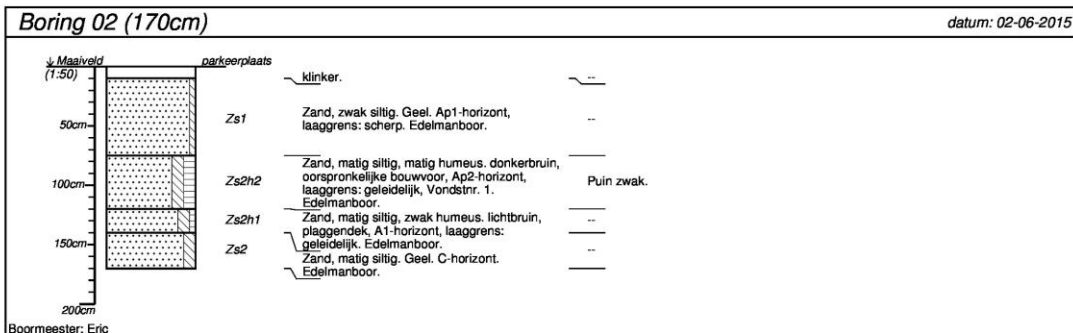 Boring 02 (170cm) datum: 02-06-2015
↓ Maaiveld parkeerplaats
(1:50) klinker. --
50cm Zs1 Zand, zwak siltig. Geel. Ap1-horizont,
laaggrens: scherp. Edelmanboor. --
100cm Zs2h2 Zand, matig siltig, matig humeus. donkerbruin,
oorspronkelijke bouwvoor, Ap2-horizont,
laaggrens: geleidelijk, Vondstnr. 1.
Edelmanboor. Puin zwak.
Zs2h1 Zand, matig siltig, zwak humeus. lichtbruin,
plaggendek, A1-horizont, laaggrens:
geleidelijk. Edelmanboor. --
150cm Zs2 Zand, matig siltig. Geel. C-horizont.
Edelmanboor. --
200cm
Boormeester: Eric